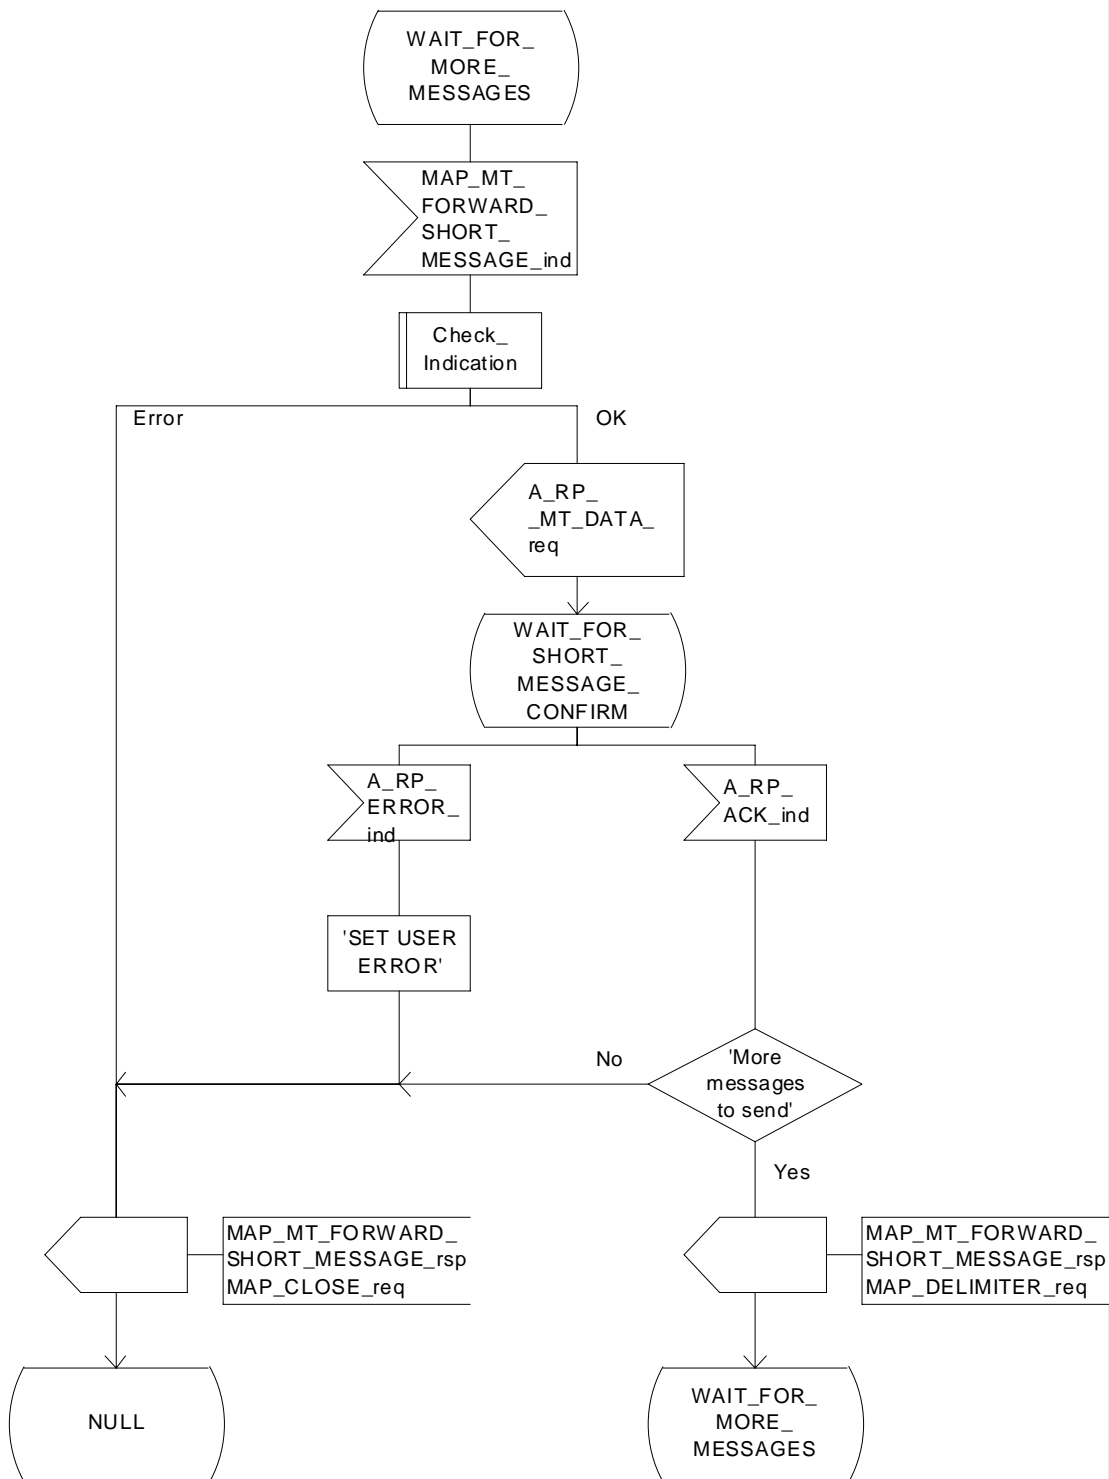 WAIT_FOR_
MORE_
MESSAGES
MAP_MT_
FORWARD_
SHORT_
MESSAGE_ind
Check_
Indication
Error
OK
A_RP_
_MT_DATA_
req
WAIT_FOR_
SHORT_
MESSAGE_
CONFIRM
A_RP_
ERROR_
ind
A_RP_
ACK_ind
'SET USER
ERROR'
No
'More
messages
to send'
Yes
MAP_MT_FORWARD_
SHORT_MESSAGE_rsp
MAP_CLOSE_req
MAP_MT_FORWARD_
SHORT_MESSAGE_rsp
MAP_DELIMITER_req
NULL
WAIT_FOR_
MORE_
MESSAGES